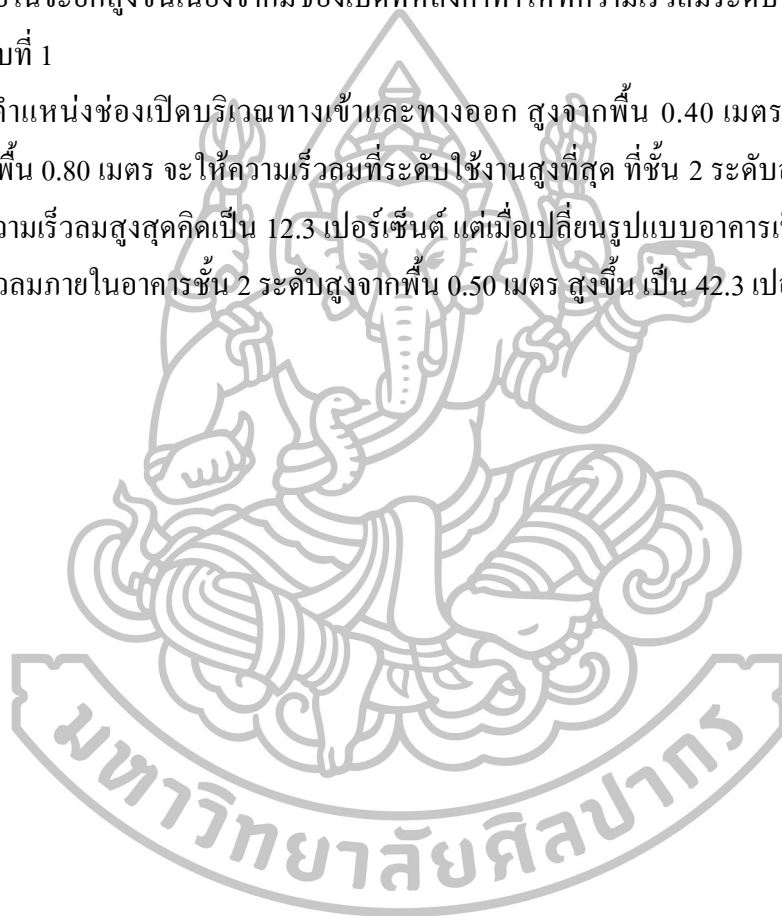 บที่ 1
ตำแหน่งช่องเปิดบริเวณทางเข้าและทางออก สูงจากพื้น 0.40 เมตร
พื้น 0.80 เมตร จะให้ความเร็วลมที่ระดับใช้งานสูงที่สุด ที่ชั้น 2
วามเร็วลมสูงสุดคิดเป็น 12.3 เปอร์เซ็นต์ แต่เมื่อเปลี่ยนรูปแบบอาคาร
วลมภายในอาคารชั้น 2 ระดับสูงจากพื้น 0.50 เมตร สูงขึ้น เป็น 42.3
มหาวิทยาลัยศิลปากร